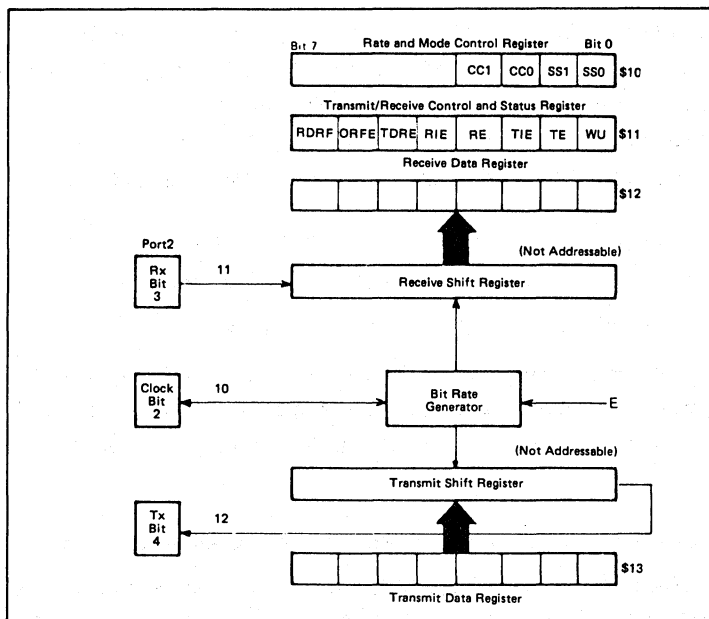 Bit 7 Rate and Mode Control Register Bit 0
CC1 CC0 SS1 SS0 $10
Transmit/Receive Control and Status Register
RDRF ORFE TDRE RIE RE TIE TE WU $11
Receive Data Register
$12
Port2
(Not Addressable)
Rx
Bit
3
11
Receive Shift Register
Clock
Bit
2
10
Bit Rate
Generator
E
(Not Addressable)
Transmit Shift Register
Tx
Bit
4
12
$13
Transmit Data Register